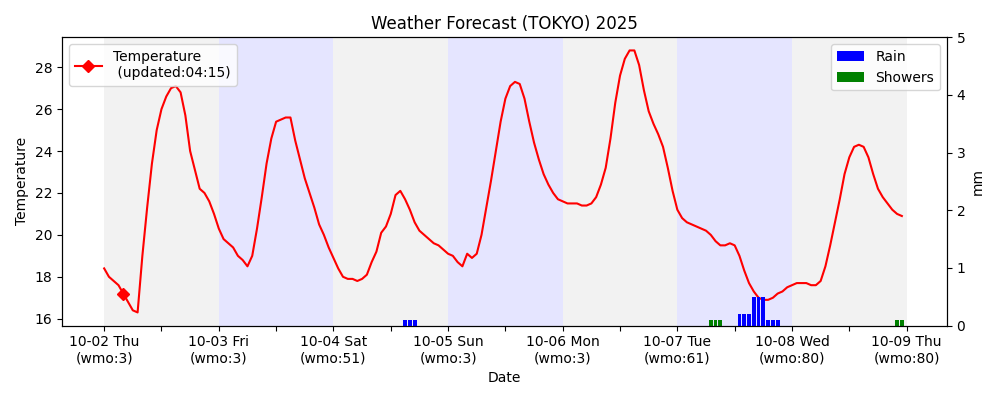 Weather Forecast (TOKYO) 2025
Temperature
(updated:04:15)
Rain
Showers
Temperature
28
26
24
22
20
18
16
5
4
3
2
1
0
mm
10-02 Thu
(wmo:3)
10-03 Fri
(wmo:3)
10-04 Sat
(wmo:51)
10-05 Sun
(wmo:3)
10-06 Mon
(wmo:3)
10-07 Tue
(wmo:61)
10-08 Wed
(wmo:80)
10-09 Thu
(wmo:80)
Date